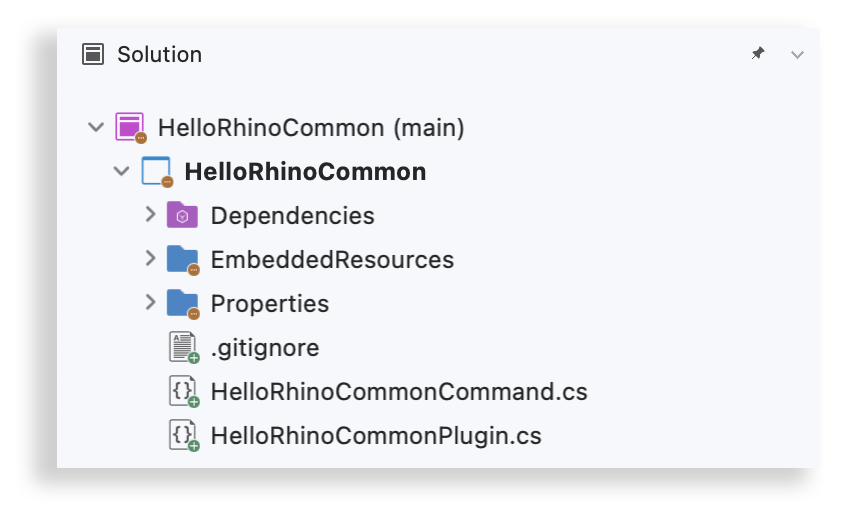 Solution
HelloRhinoCommon (main)
HelloRhinoCommon
Dependencies
EmbeddedResources
Properties
.gitignore
HelloRhinoCommonCommand.cs
HelloRhinoCommonPlugin.cs